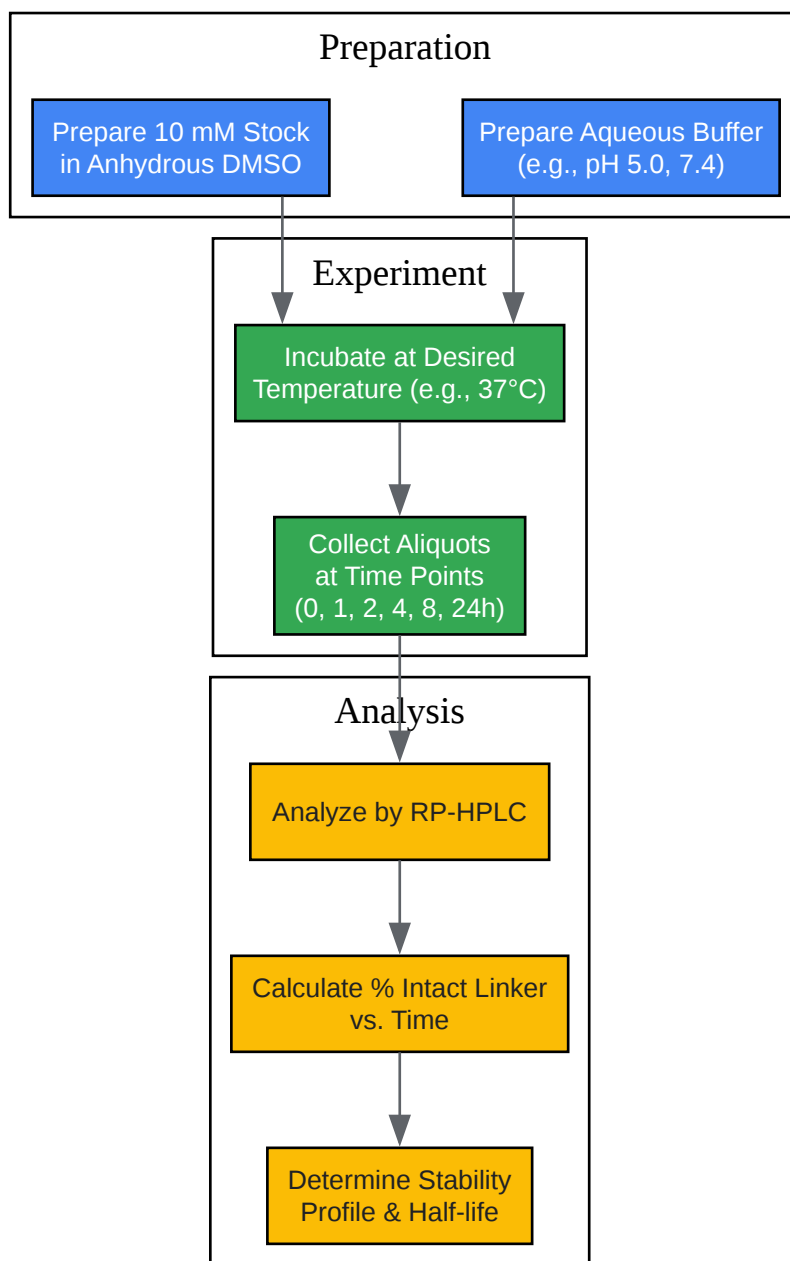 Preparation
Prepare 10 mM Stock
in Anhydrous DMSO
Prepare Aqueous Buffer
(e.g., pH 5.0, 7.4)
Experiment
Incubate at Desired
Temperature (e.g., 37°C)
Collect Aliquots
at Time Points
(0, 1, 2, 4, 8, 24h)
Analysis
Analyze by RP-HPLC
Calculate % Intact Linker
vs. Time
Determine Stability
Profile & Half-life